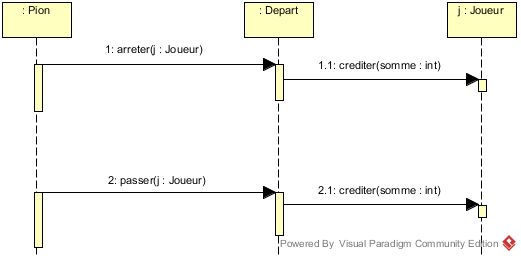 : Pion
: Depart
j : Joueur
1: arreter(j : Joueur)
1.1: crediter(somme : int)
2: passer(j : Joueur)
2.1: crediter(somme : int)
Powered By Visual Paradigm Community Edition